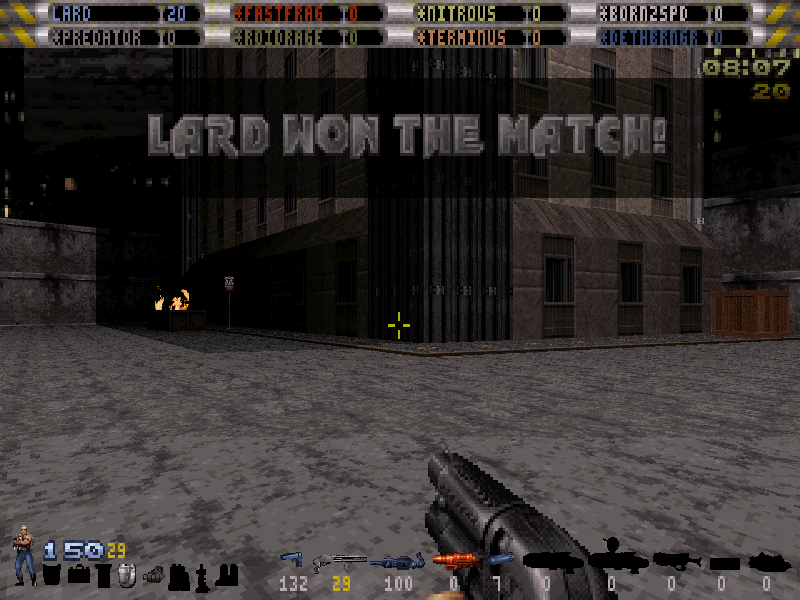 LARD 20 *FASTFRAG 0 *NITROUS 0 *BORN2SPD 0
*PREDATOR 0 *ROIDRAGE 0 *TERMINUS 0 *DETHBRNGR 0
08:07
20
LARD WON THE MATCH!
150 29
132 29 100 0 7 0 0 0 0 0